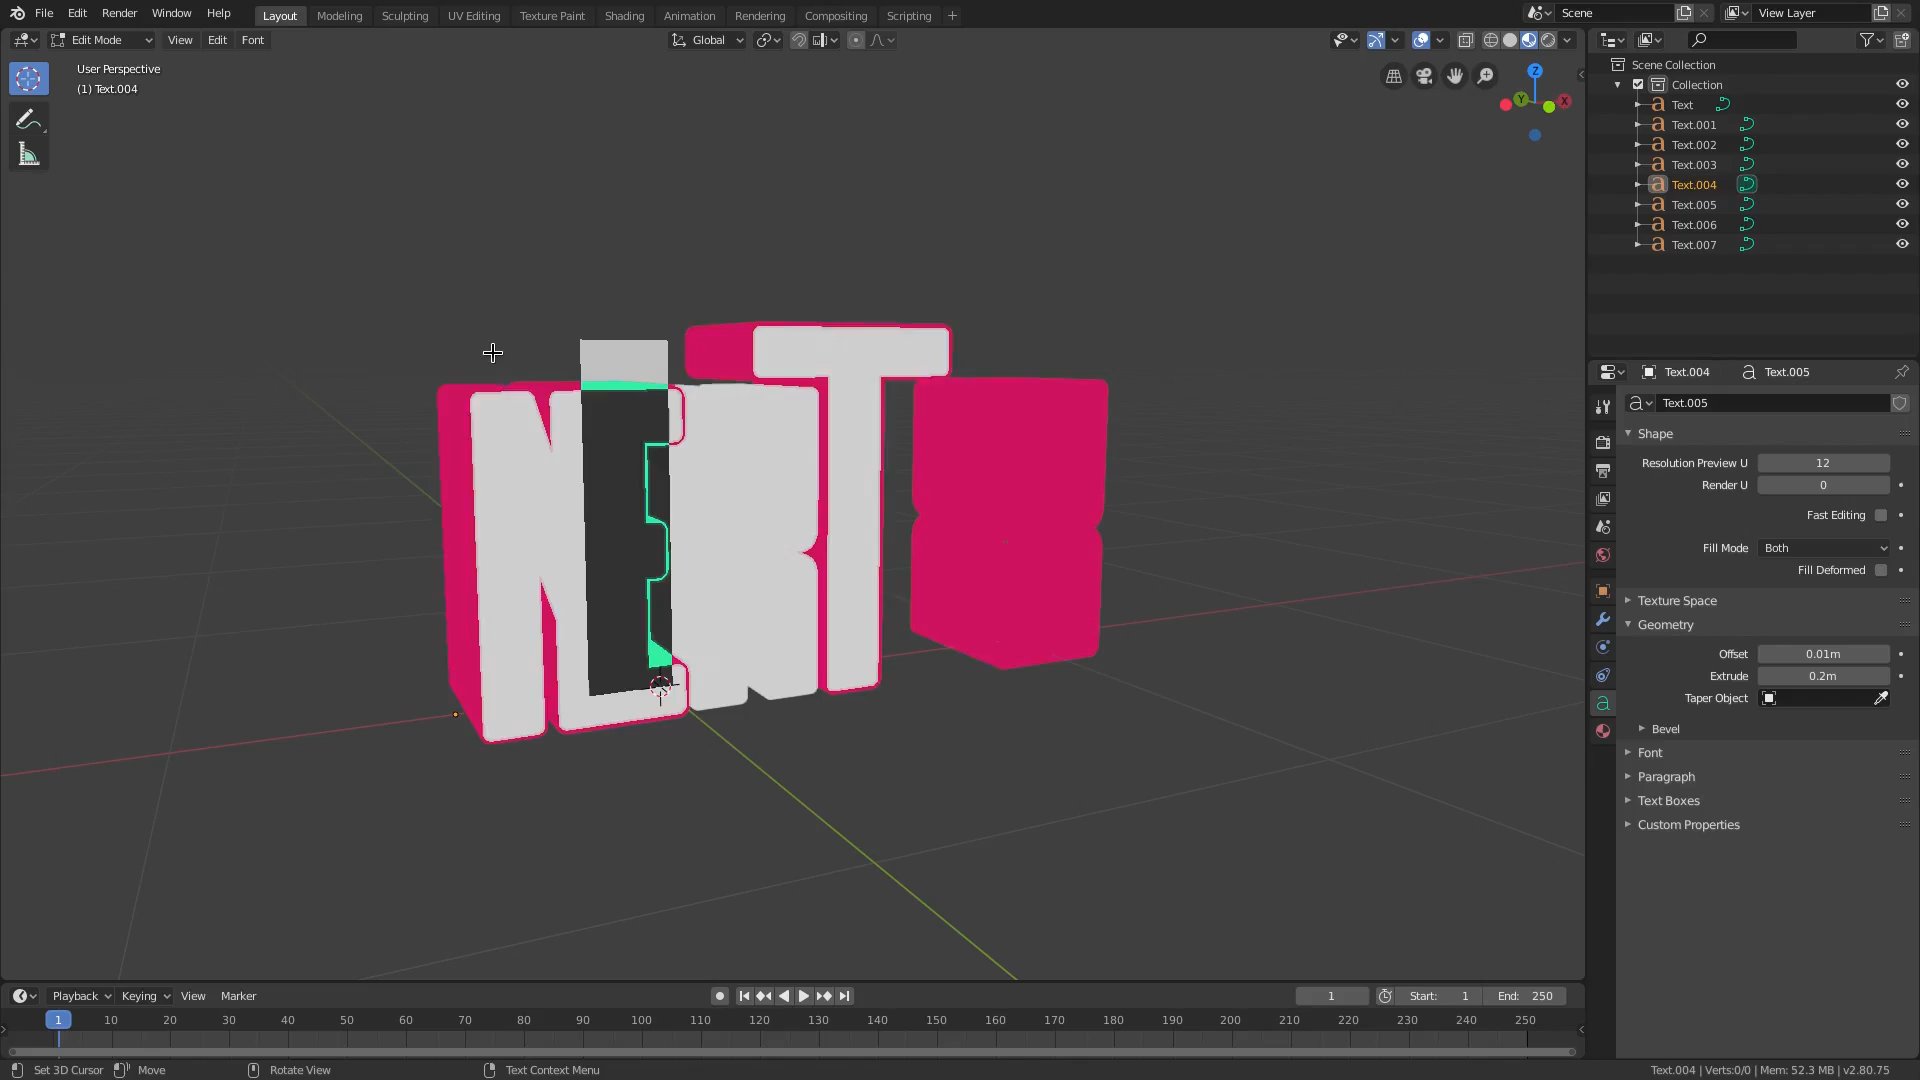 File Edit Render Window Help Layout Modeling Sculpting UV Editing Texture Paint Shading Animation Rendering Compositing Scripting + Scene View Layer
Edit Mode View Edit Font Global
User Perspective
(1) Text.004
Z
Y
X
N
T
Scene Collection
Collection
Text
Text.001
Text.002
Text.003
Text.004
Text.005
Text.006
Text.007
Text.004 Text.005
Text.005
Shape
Resolution Preview U 12
Render U 0
Fast Editing
Fill Mode Both
Fill Deformed
Texture Space
Geometry
Offset 0.01m
Extrude 0.2m
Taper Object
Bevel
Font
Paragraph
Text Boxes
Custom Properties
Playback Keying View Marker 1 Start: 1 End: 250
1 10 20 30 40 50 60 70 80 90 100 110 120 130 140 150 160 170 180 190 200 210 220 230 240 250
Set 3D Cursor Move Rotate View Text Context Menu Text.004 | Verts:0/0 | Mem: 52.3 MB | v2.80.75